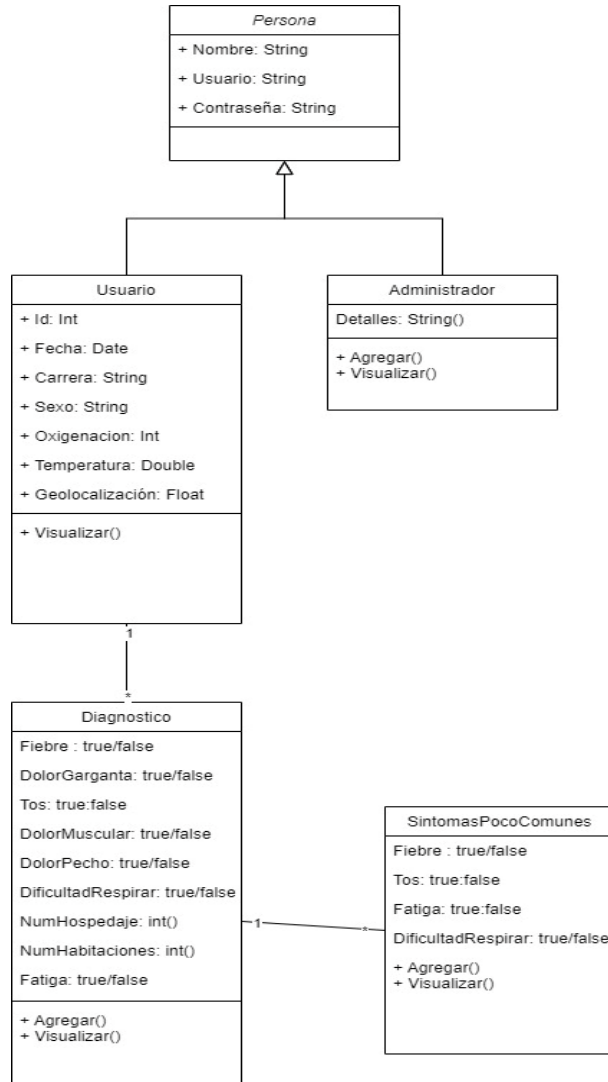 Persona
+ Nombre: String
+ Usuario: String
+ Contraseña: String
Usuario
+ Id: Int
+ Fecha: Date
+ Carrera: String
+ Sexo: String
+ Oxigenacion: Int
+ Temperatura: Double
+ Geolocalización: Float
+ Visualizar()
Administrador
Detalles: String()
+ Agregar()
+ Visualizar()
1
*
Diagnostico
Fiebre : true/false
DolorGarganta: true/false
Tos: true:false
DolorMuscular: true/false
DolorPecho: true/false
DificultadRespirar: true/false
NumHospedaje: int()
NumHabitaciones: int()
Fatiga: true/false
+ Agregar()
+ Visualizar()
1
*
SintomasPocoComunes
Fiebre : true/false
Tos: true:false
Fatiga: true:false
DificultadRespirar: true/false
+ Agregar()
+ Visualizar()